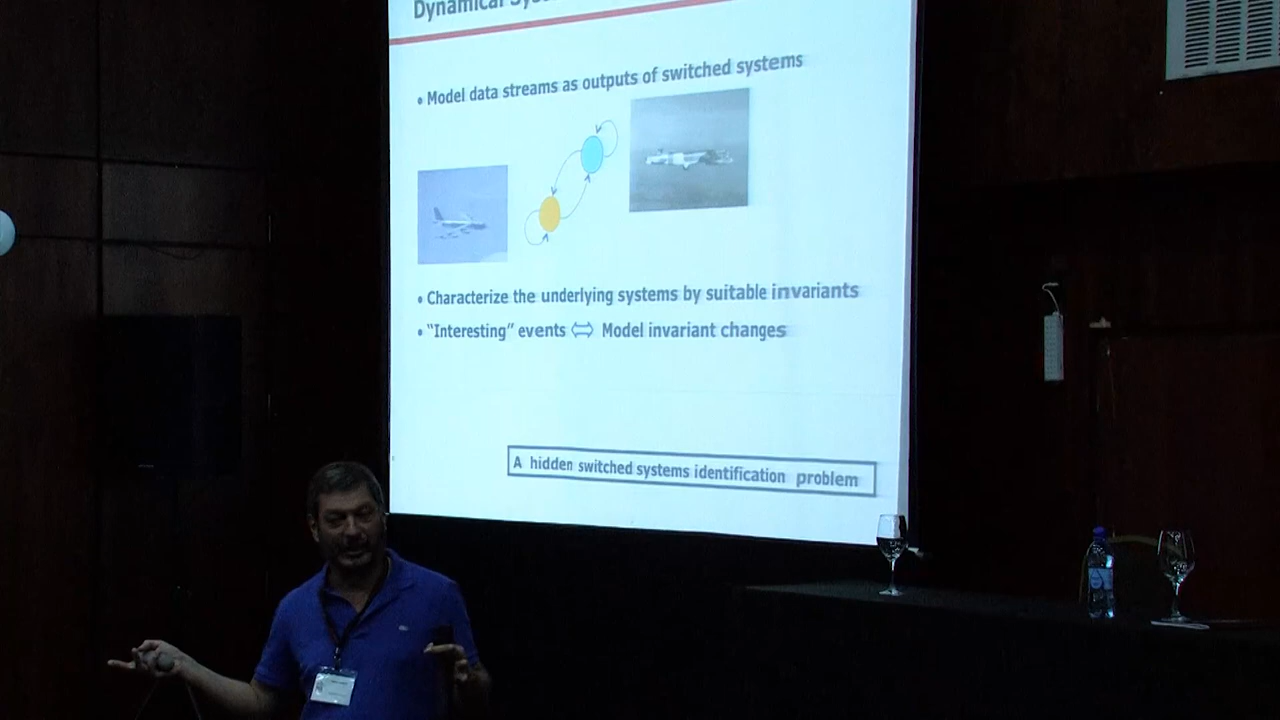 Dynamical
• Model data streams as outputs of switched systems
• Characterize the underlying systems by suitable invariants
• “Interesting” events ⇔ Model invariant changes
A hidden switched systems identification problem